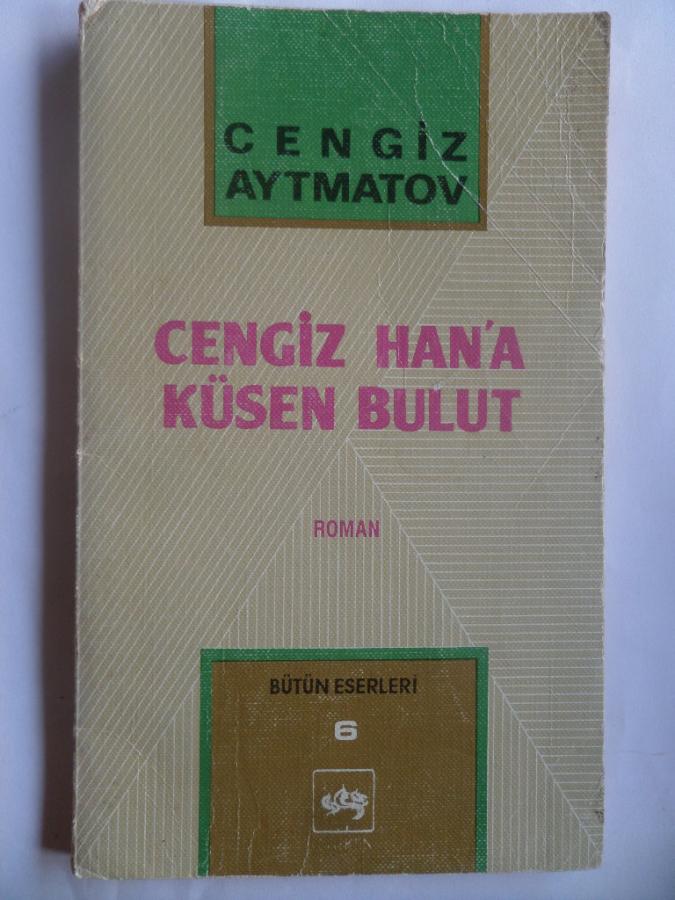 CENGİZ
AYTMATOV
CENGİZ HAN'A
KÜSEN BULUT
ROMAN
BÜTÜN ESERLERİ
6